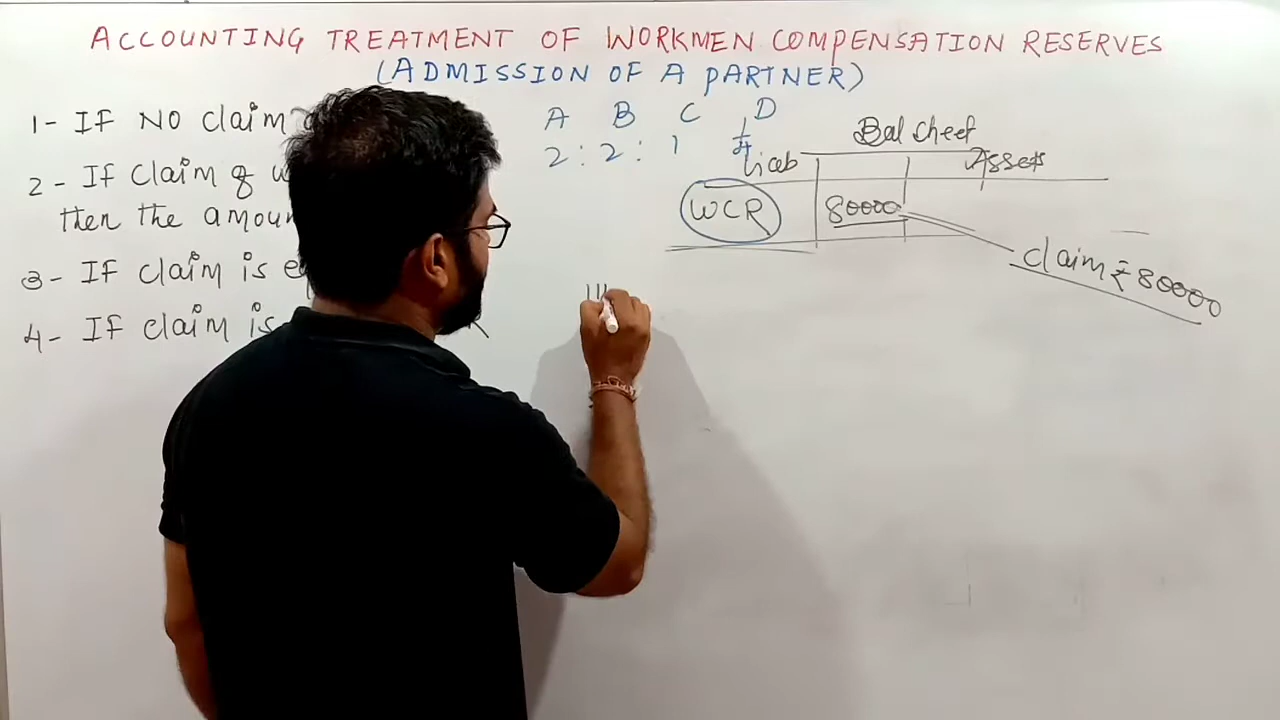 ACCOUNTING TREATMENT OF WORKMEN COMPENSATION RESERVES
(ADMISSION OF A PARTNER)
1- IF NO claim
2- If Claim of
then the amoun
3- IF claim is
4- IF claim is
A B C D
2 : 2 : 1
Bal Sheet
Liab Assets
WCR 80000
claim ₹ 80000